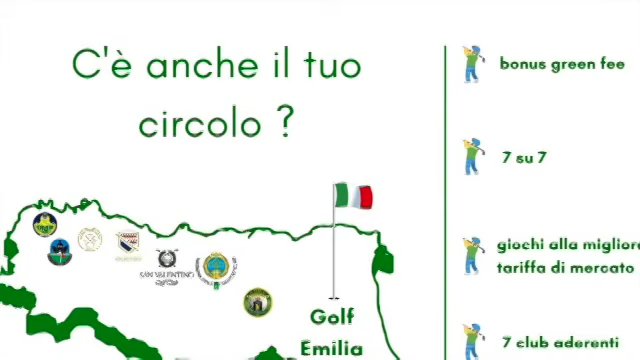 C'è anche il tuo
circolo ?
bonus green fee
7 su 7
giochi alla migliore
tariffa di mercato
7 club aderenti
SAN VALENTINO
Golf
Emilia